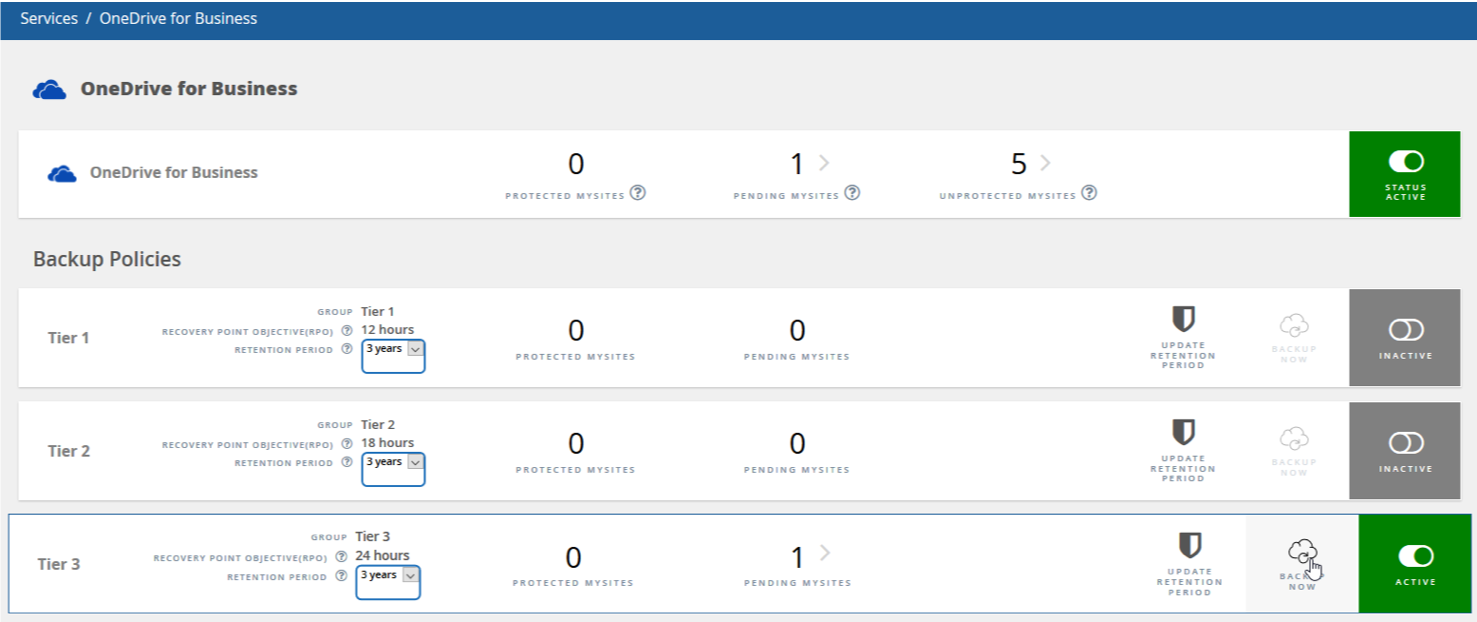 Services / OneDrive for Business
OneDrive for Business
OneDrive for Business
0
PROTECTED MYSITES ?
1 >
PENDING MYSITES ?
5 >
UNPROTECTED MYSITES ?
STATUS
ACTIVE
Backup Policies
Tier 1
GROUP Tier 1
RECOVERY POINT OBJECTIVE(RPO) ? 12 hours
RETENTION PERIOD ? 3 years
0
PROTECTED MYSITES
0
PENDING MYSITES
UPDATE
RETENTION
PERIOD
BACKUP
NOW
INACTIVE
Tier 2
GROUP Tier 2
RECOVERY POINT OBJECTIVE(RPO) ? 18 hours
RETENTION PERIOD ? 3 years
0
PROTECTED MYSITES
0
PENDING MYSITES
UPDATE
RETENTION
PERIOD
BACKUP
NOW
INACTIVE
Tier 3
GROUP Tier 3
RECOVERY POINT OBJECTIVE(RPO) ? 24 hours
RETENTION PERIOD ? 3 years
0
PROTECTED MYSITES
1 >
PENDING MYSITES
UPDATE
RETENTION
PERIOD
BACKUP
NOW
ACTIVE